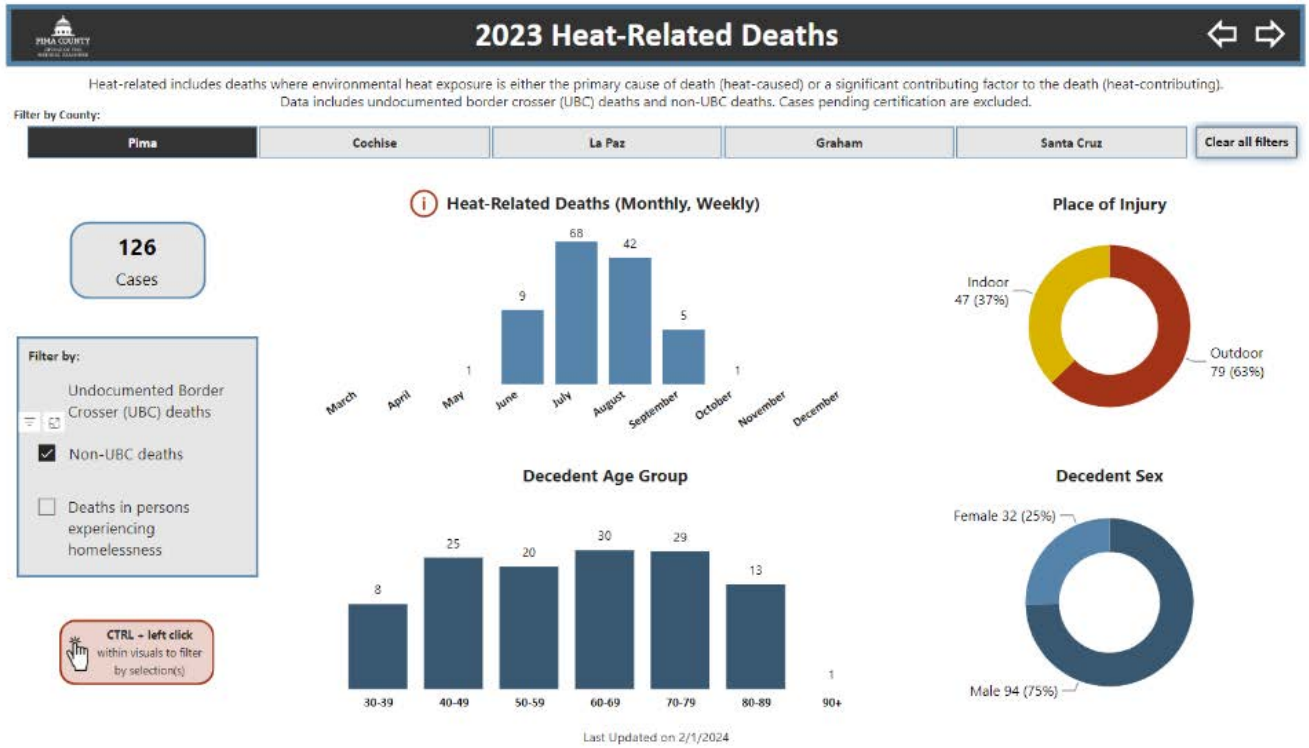 PIMA COUNTY
OFFICE OF THE
MEDICAL EXAMINER
2023 Heat-Related Deaths
Heat-related includes deaths where environmental heat exposure is either the primary cause of death (heat-caused) or a significant contributing factor to the death (heat-contributing).
Data includes undocumented border crosser (UBC) deaths and non-UBC deaths. Cases pending certification are excluded.
Filter by County:
Pima
Cochise
La Paz
Graham
Santa Cruz
Clear all filters
126
Cases
Filter by:
Undocumented Border
Crosser (UBC) deaths
Non-UBC deaths
Deaths in persons
experiencing
homelessness
CTRL + left click
within visuals to filter
by selection(s)
i Heat-Related Deaths (Monthly, Weekly)
1
9
68
42
5
1
March
April
May
June
July
August
September
October
November
December
Decedent Age Group
8
25
20
30
29
13
1
30-39
40-49
50-59
60-69
70-79
80-89
90+
Place of Injury
Indoor
47 (37%)
Outdoor
79 (63%)
Decedent Sex
Female 32 (25%)
Male 94 (75%)
Last Updated on 2/1/2024